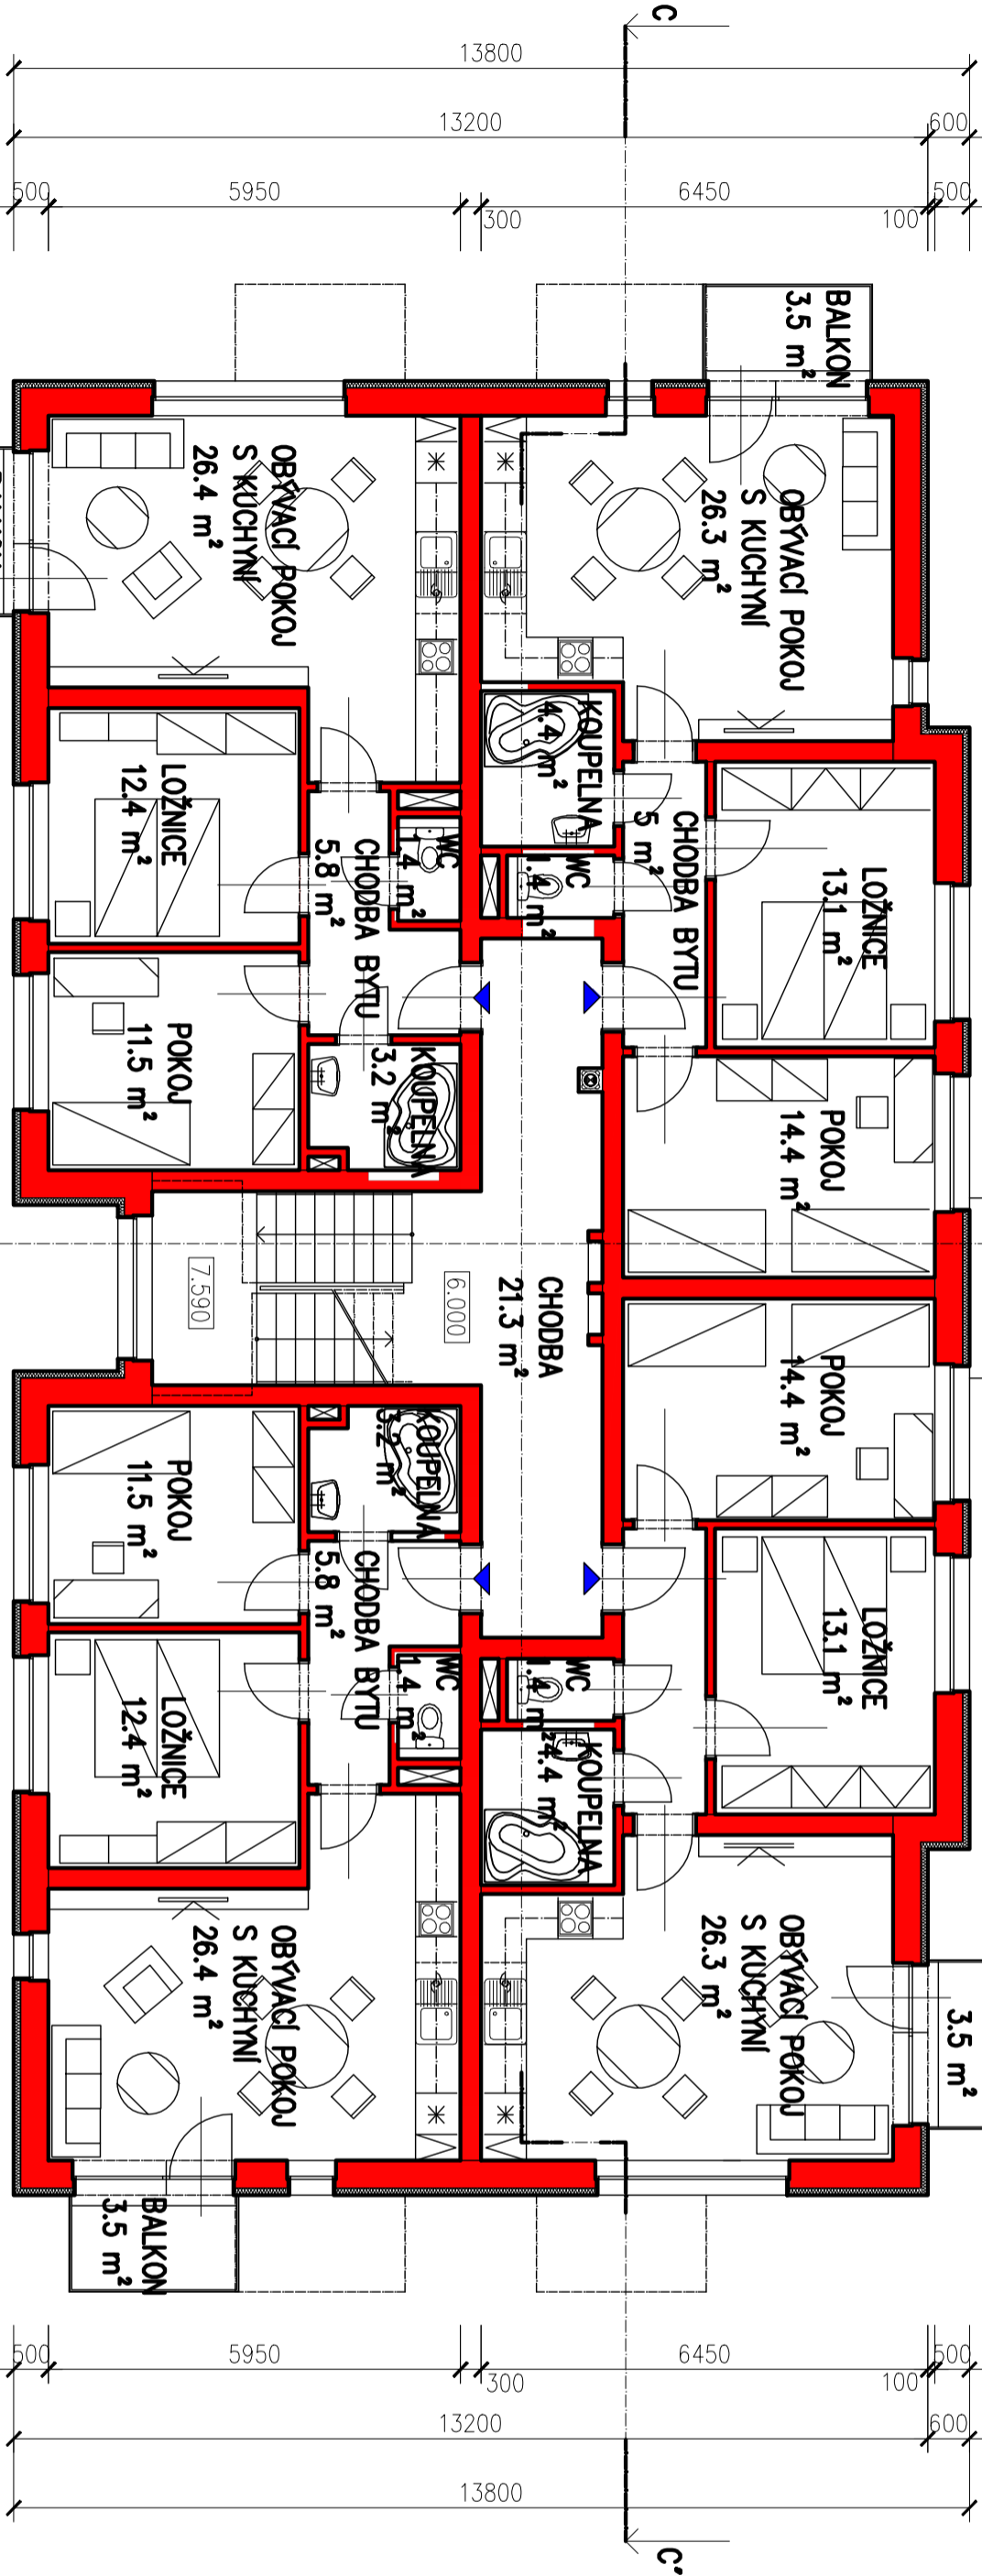 C
13800
13200
600
500
5950
300
6450
100
500
BALKON
3.5 m²
OBÝVACÍ POKOJ
S KUCHYNÍ
26.4 m²
OBÝVACÍ POKOJ
S KUCHYNÍ
26.3 m²
LOŽNICE
12.4 m²
WC
1.4 m²
CHODBA BYTU
5.8 m²
KOUPELNA
4.4 m²
WC
1.4 m²
CHODBA BYTU
5 m²
LOŽNICE
13.1 m²
POKOJ
11.5 m²
KOUPELNA
3.2 m²
POKOJ
14.4 m²
7.590
6.000
CHODBA
21.3 m²
POKOJ
14.4 m²
POKOJ
11.5 m²
KOUPELNA
3.2 m²
CHODBA BYTU
5.8 m²
LOŽNICE
13.1 m²
LOŽNICE
12.4 m²
WC
1.4 m²
WC
1.4 m²
KOUPELNA
4.4 m²
OBÝVACÍ POKOJ
S KUCHYNÍ
26.4 m²
OBÝVACÍ POKOJ
S KUCHYNÍ
26.3 m²
3.5 m²
BALKON
3.5 m²
500
5950
300
6450
100
500
13200
600
13800
C'